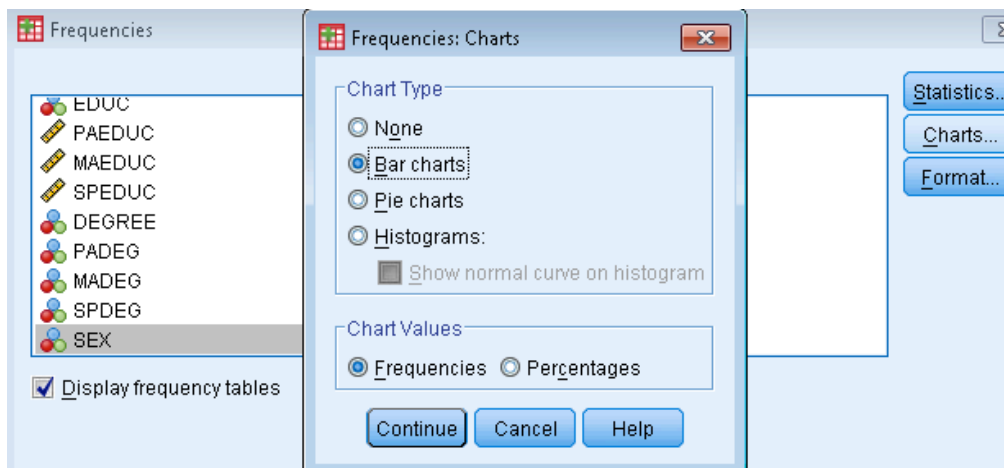 Frequencies
EDUC
PAEDUC
MAEDUC
SPEDUC
DEGREE
PADEG
MADEG
SPDEG
SEX
Display frequency tables
Frequencies: Charts
Chart Type
None
Bar charts
Pie charts
Histograms:
Show normal curve on histogram
Chart Values
Frequencies Percentages
Continue Cancel Help
Statistics...
Charts...
Format...